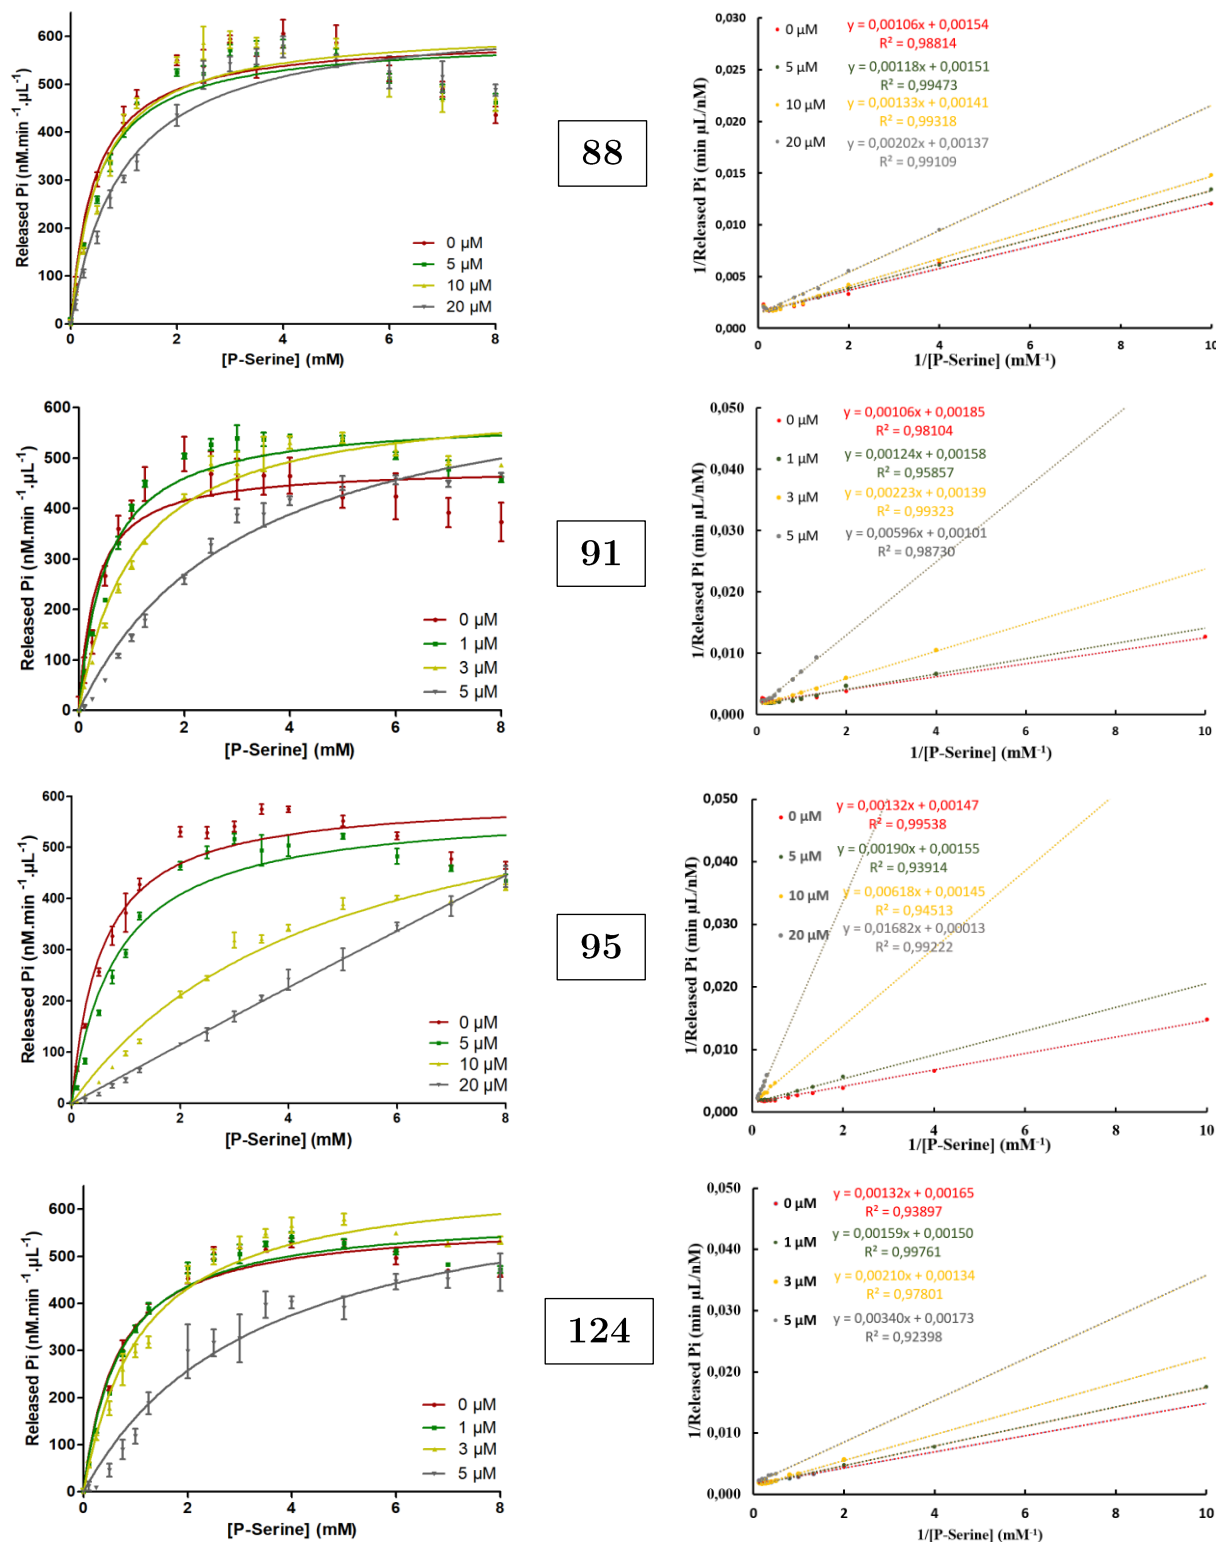 600
500
400
300
200
100
0
Released Pi (nM.min⁻¹.µL⁻¹)
0 µM
5 µM
10 µM
20 µM
0 2 4 6 8
[P-Serine] (mM)
88
0,030
0,025
0,020
0,015
0,010
0,005
0,000
1/Released Pi (min µL/nM)
0 µM
y = 0,00106x + 0,00154
R² = 0,98814
5 µM
y = 0,00118x + 0,00151
R² = 0,99473
10 µM
y = 0,00133x + 0,00141
R² = 0,99318
20 µM
y = 0,00202x + 0,00137
R² = 0,99109
0 2 4 6 8 10
1/[P-Serine] (mM⁻¹)
600
500
400
300
200
100
0
Released Pi (nM.min⁻¹.µL⁻¹)
0 µM
1 µM
3 µM
5 µM
0 2 4 6 8
[P-Serine] (mM)
91
0,050
0,040
0,030
0,020
0,010
0,000
1/Released Pi (min µL/nM)
0 µM
y = 0,00106x + 0,00185
R² = 0,98104
1 µM
y = 0,00124x + 0,00158
R² = 0,95857
3 µM
y = 0,00223x + 0,00139
R² = 0,99323
5 µM
y = 0,00596x + 0,00101
R² = 0,98730
0 2 4 6 8 10
1/[P-Serine] (mM⁻¹)
600
500
400
300
200
100
0
Released Pi (nM.min⁻¹.µL⁻¹)
0 µM
5 µM
10 µM
20 µM
0 2 4 6 8
[P-Serine] (mM)
95
0,050
0,040
0,030
0,020
0,010
0,000
1/Released Pi (min µL/nM)
0 µM
y = 0,00132x + 0,00147
R² = 0,99538
5 µM
y = 0,00190x + 0,00155
R² = 0,93914
10 µM
y = 0,00618x + 0,00145
R² = 0,94513
20 µM
y = 0,01682x + 0,00013
R² = 0,99222
0 2 4 6 8 10
1/[P-Serine] (mM⁻¹)
600
500
400
300
200
100
0
Released Pi (nM.min⁻¹.µL⁻¹)
0 µM
1 µM
3 µM
5 µM
0 2 4 6 8
[P-Serine] (mM)
124
0,050
0,040
0,030
0,020
0,010
0,000
1/Released Pi (min µL/nM)
0 µM
y = 0,00132x + 0,00165
R² = 0,93897
1 µM
y = 0,00159x + 0,00150
R² = 0,99761
3 µM
y = 0,00210x + 0,00134
R² = 0,97801
5 µM
y = 0,00340x + 0,00173
R² = 0,92398
0 2 4 6 8 10
1/[P-Serine] (mM⁻¹)